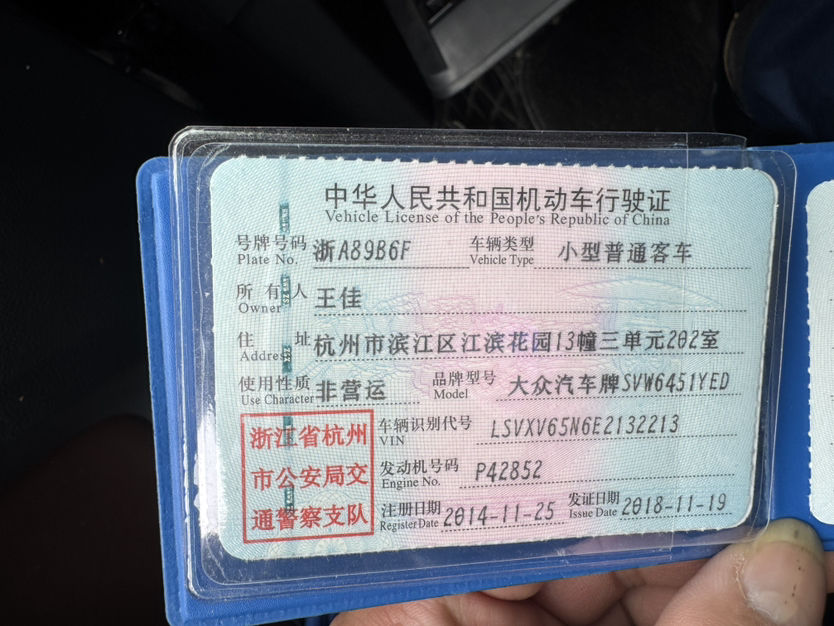 中华人民共和国机动车行驶证
Vehicle License of the People's Republic of China
号牌号码 浙A89B6F 车辆类型 小型普通客车
Plate No. Vehicle Type
所有人 王佳
Owner
住址 杭州市滨江区江滨花园13幢三单元202室
Address
使用性质 非营运 品牌型号 大众汽车牌SVW6451YED
Use Character Model
浙江省杭州
市公安局交
通警察支队
车辆识别代号 LSVXV65N6E2132213
VIN
发动机号码 P42852
Engine No.
注册日期 2014-11-25 发证日期 2018-11-19
Register Date Issue Date